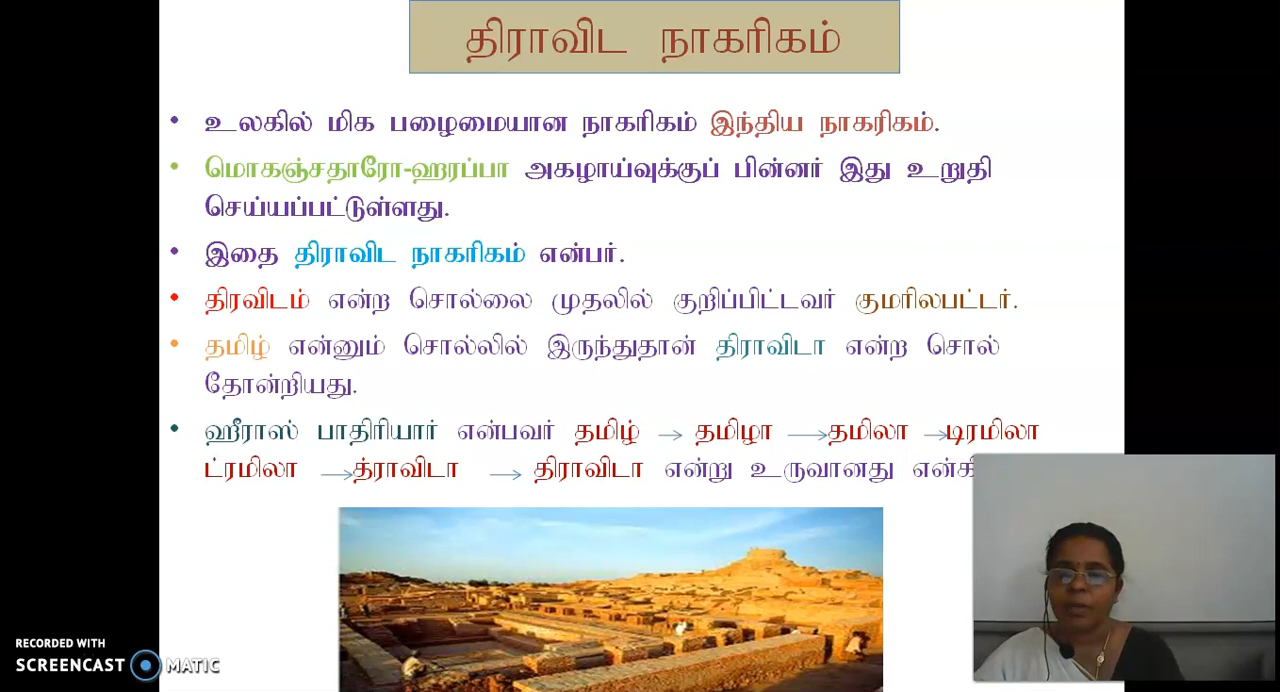 திராவிட நாகரிகம்
• உலகில் மிக பழைமையான நாகரிகம் இந்திய நாகரிகம்.
• மொகஞ்சதாரோ-ஹரப்பா அகழாய்வுக்குப் பின்னர் இது உறுதி
செய்யப்பட்டுள்ளது.
• இதை திராவிட நாகரிகம் என்பர்.
• திரவிடம் என்ற சொல்லை முதலில் குறிப்பிட்டவர் குமரிலபட்டர்.
• தமிழ் என்னும் சொல்லில் இருந்துதான் திராவிடா என்ற சொல்
தோன்றியது.
• ஹீராஸ் பாதிரியார் என்பவர் தமிழ் → தமிழா → தமிலா → டிரமிலா
ட்ரமிலா → த்ராவிடா → திராவிடா என்று உருவானது
RECORDED WITH
SCREENCAST MATIC